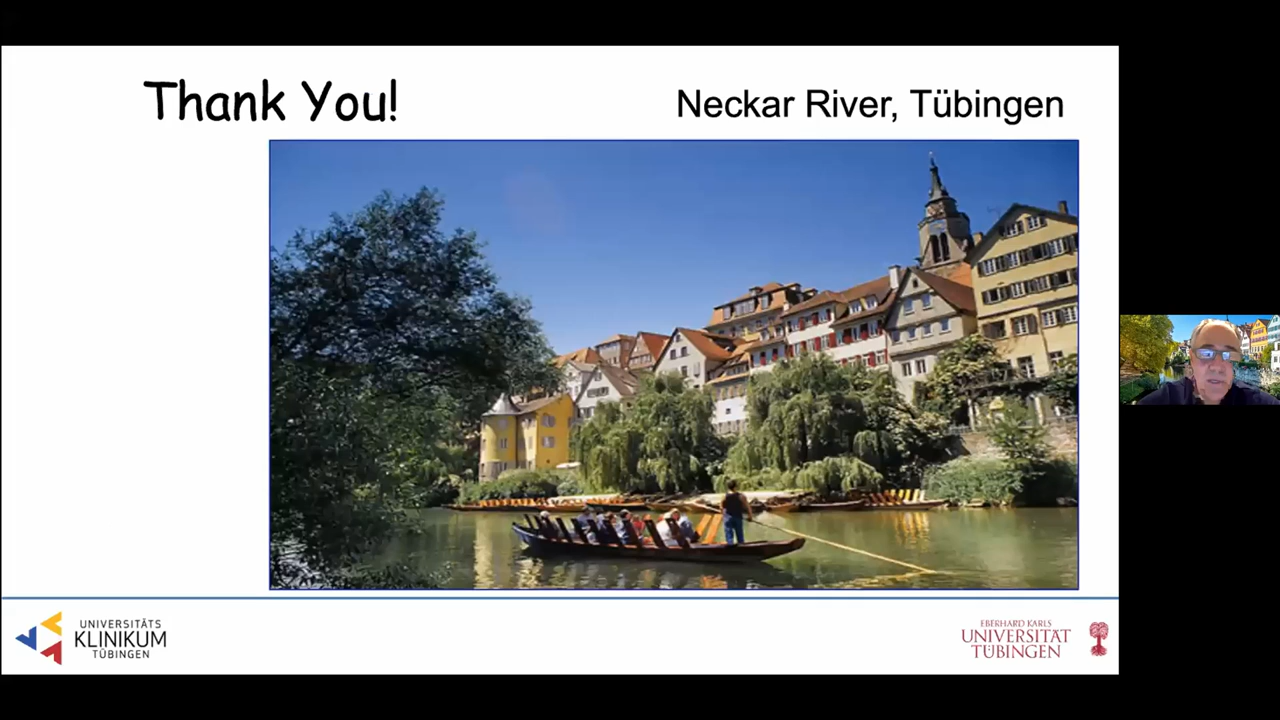 Thank You!
Neckar River, Tübingen
UNIVERSITÄTS
KLINIKUM
TÜBINGEN
EBERHARD KARLS
UNIVERSITÄT
TÜBINGEN